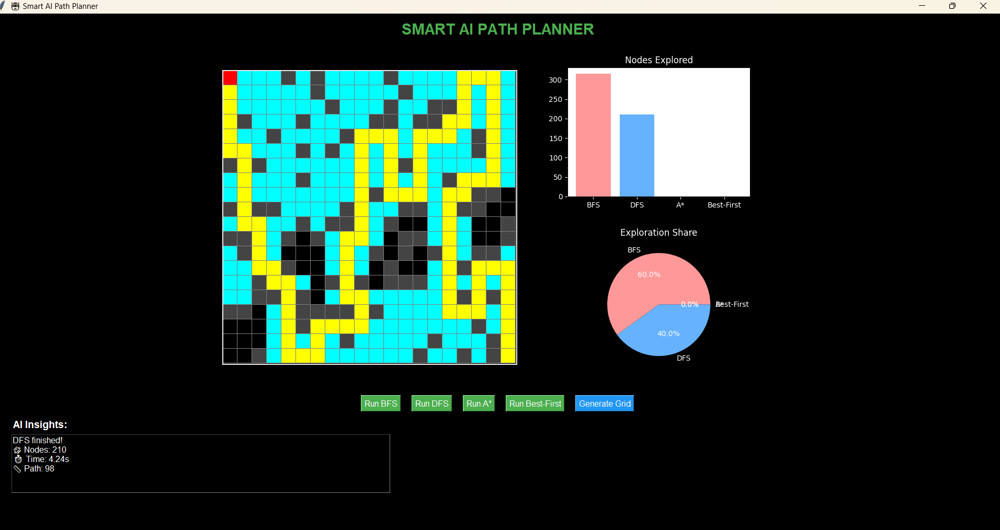 Smart AI Path Planner
SMART AI PATH PLANNER
Nodes Explored
300
250
200
150
100
50
0
BFS DFS A* Best-First
Exploration Share
BFS
60.0%
0.0%
Best-First
40.0%
DFS
Run BFS Run DFS Run A* Run Best-First Generate Grid
AI Insights:
DFS finished!
Nodes: 210
Time: 4.24s
Path: 98